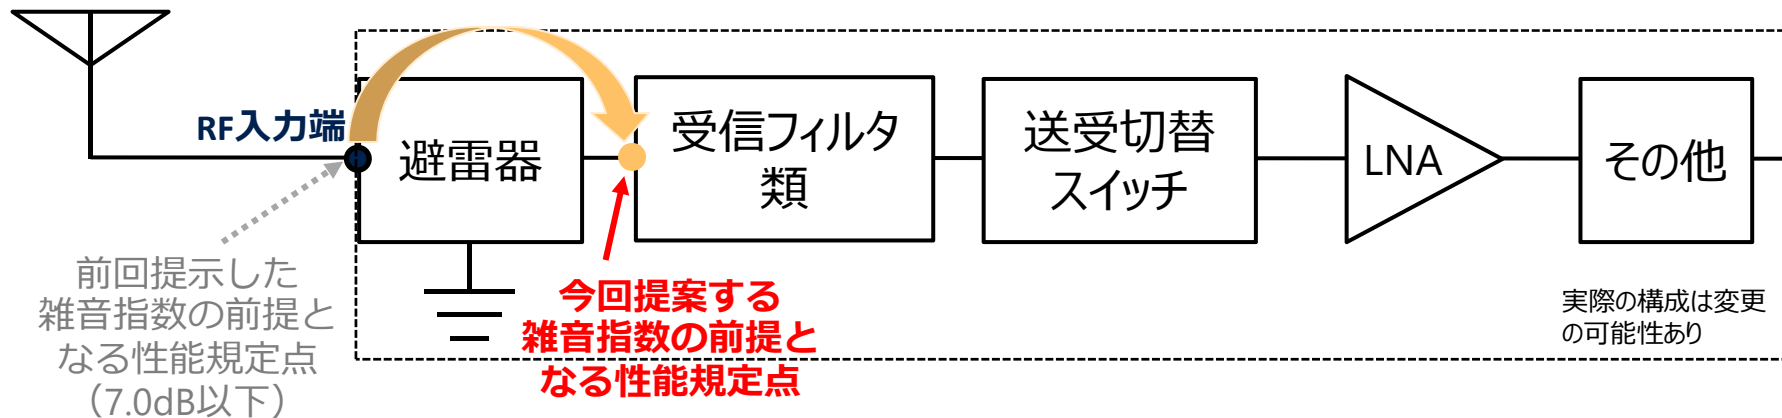 RF入力端
避雷器
受信フィルタ
類
送受切替
スイッチ
LNA
その他
前回提示した
雑音指数の前提と
なる性能規定点
（7.0dB以下）
今回提案する
雑音指数の前提と
なる性能規定点
実際の構成は変更
の可能性あり